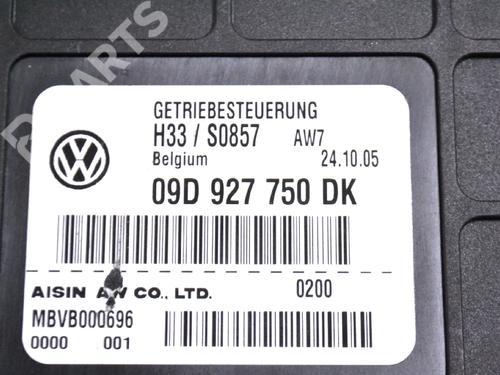 GETRIEBESTEUERUNG
H33 / S0857 AW7
Belgium 24.10.05
09D 927 750 DK
AISIN AW CO., LTD. 0200
MBVB000696
0000 001